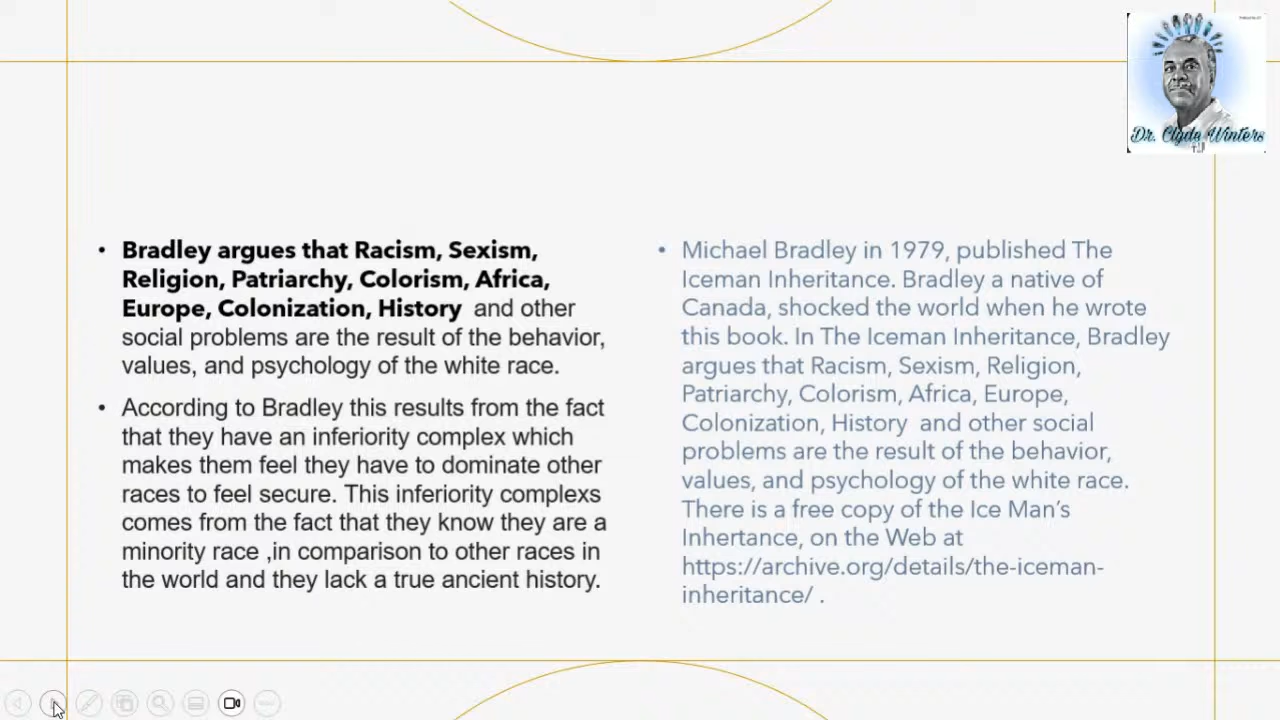 Dr. Clyde Winters
• Bradley argues that Racism, Sexism,
Religion, Patriarchy, Colorism, Africa,
Europe, Colonization, History and other
social problems are the result of the behavior,
values, and psychology of the white race.
• According to Bradley this results from the fact
that they have an inferiority complex which
makes them feel they have to dominate other
races to feel secure. This inferiority complexs
comes from the fact that they know they are a
minority race ,in comparison to other races in
the world and they lack a true ancient history.
• Michael Bradley in 1979, published The
Iceman Inheritance. Bradley a native of
Canada, shocked the world when he wrote
this book. In The Iceman Inheritance, Bradley
argues that Racism, Sexism, Religion,
Patriarchy, Colorism, Africa, Europe,
Colonization, History and other social
problems are the result of the behavior,
values, and psychology of the white race.
There is a free copy of the Ice Man’s
Inhertance, on the Web at
https://archive.org/details/the-iceman-
inheritance/ .